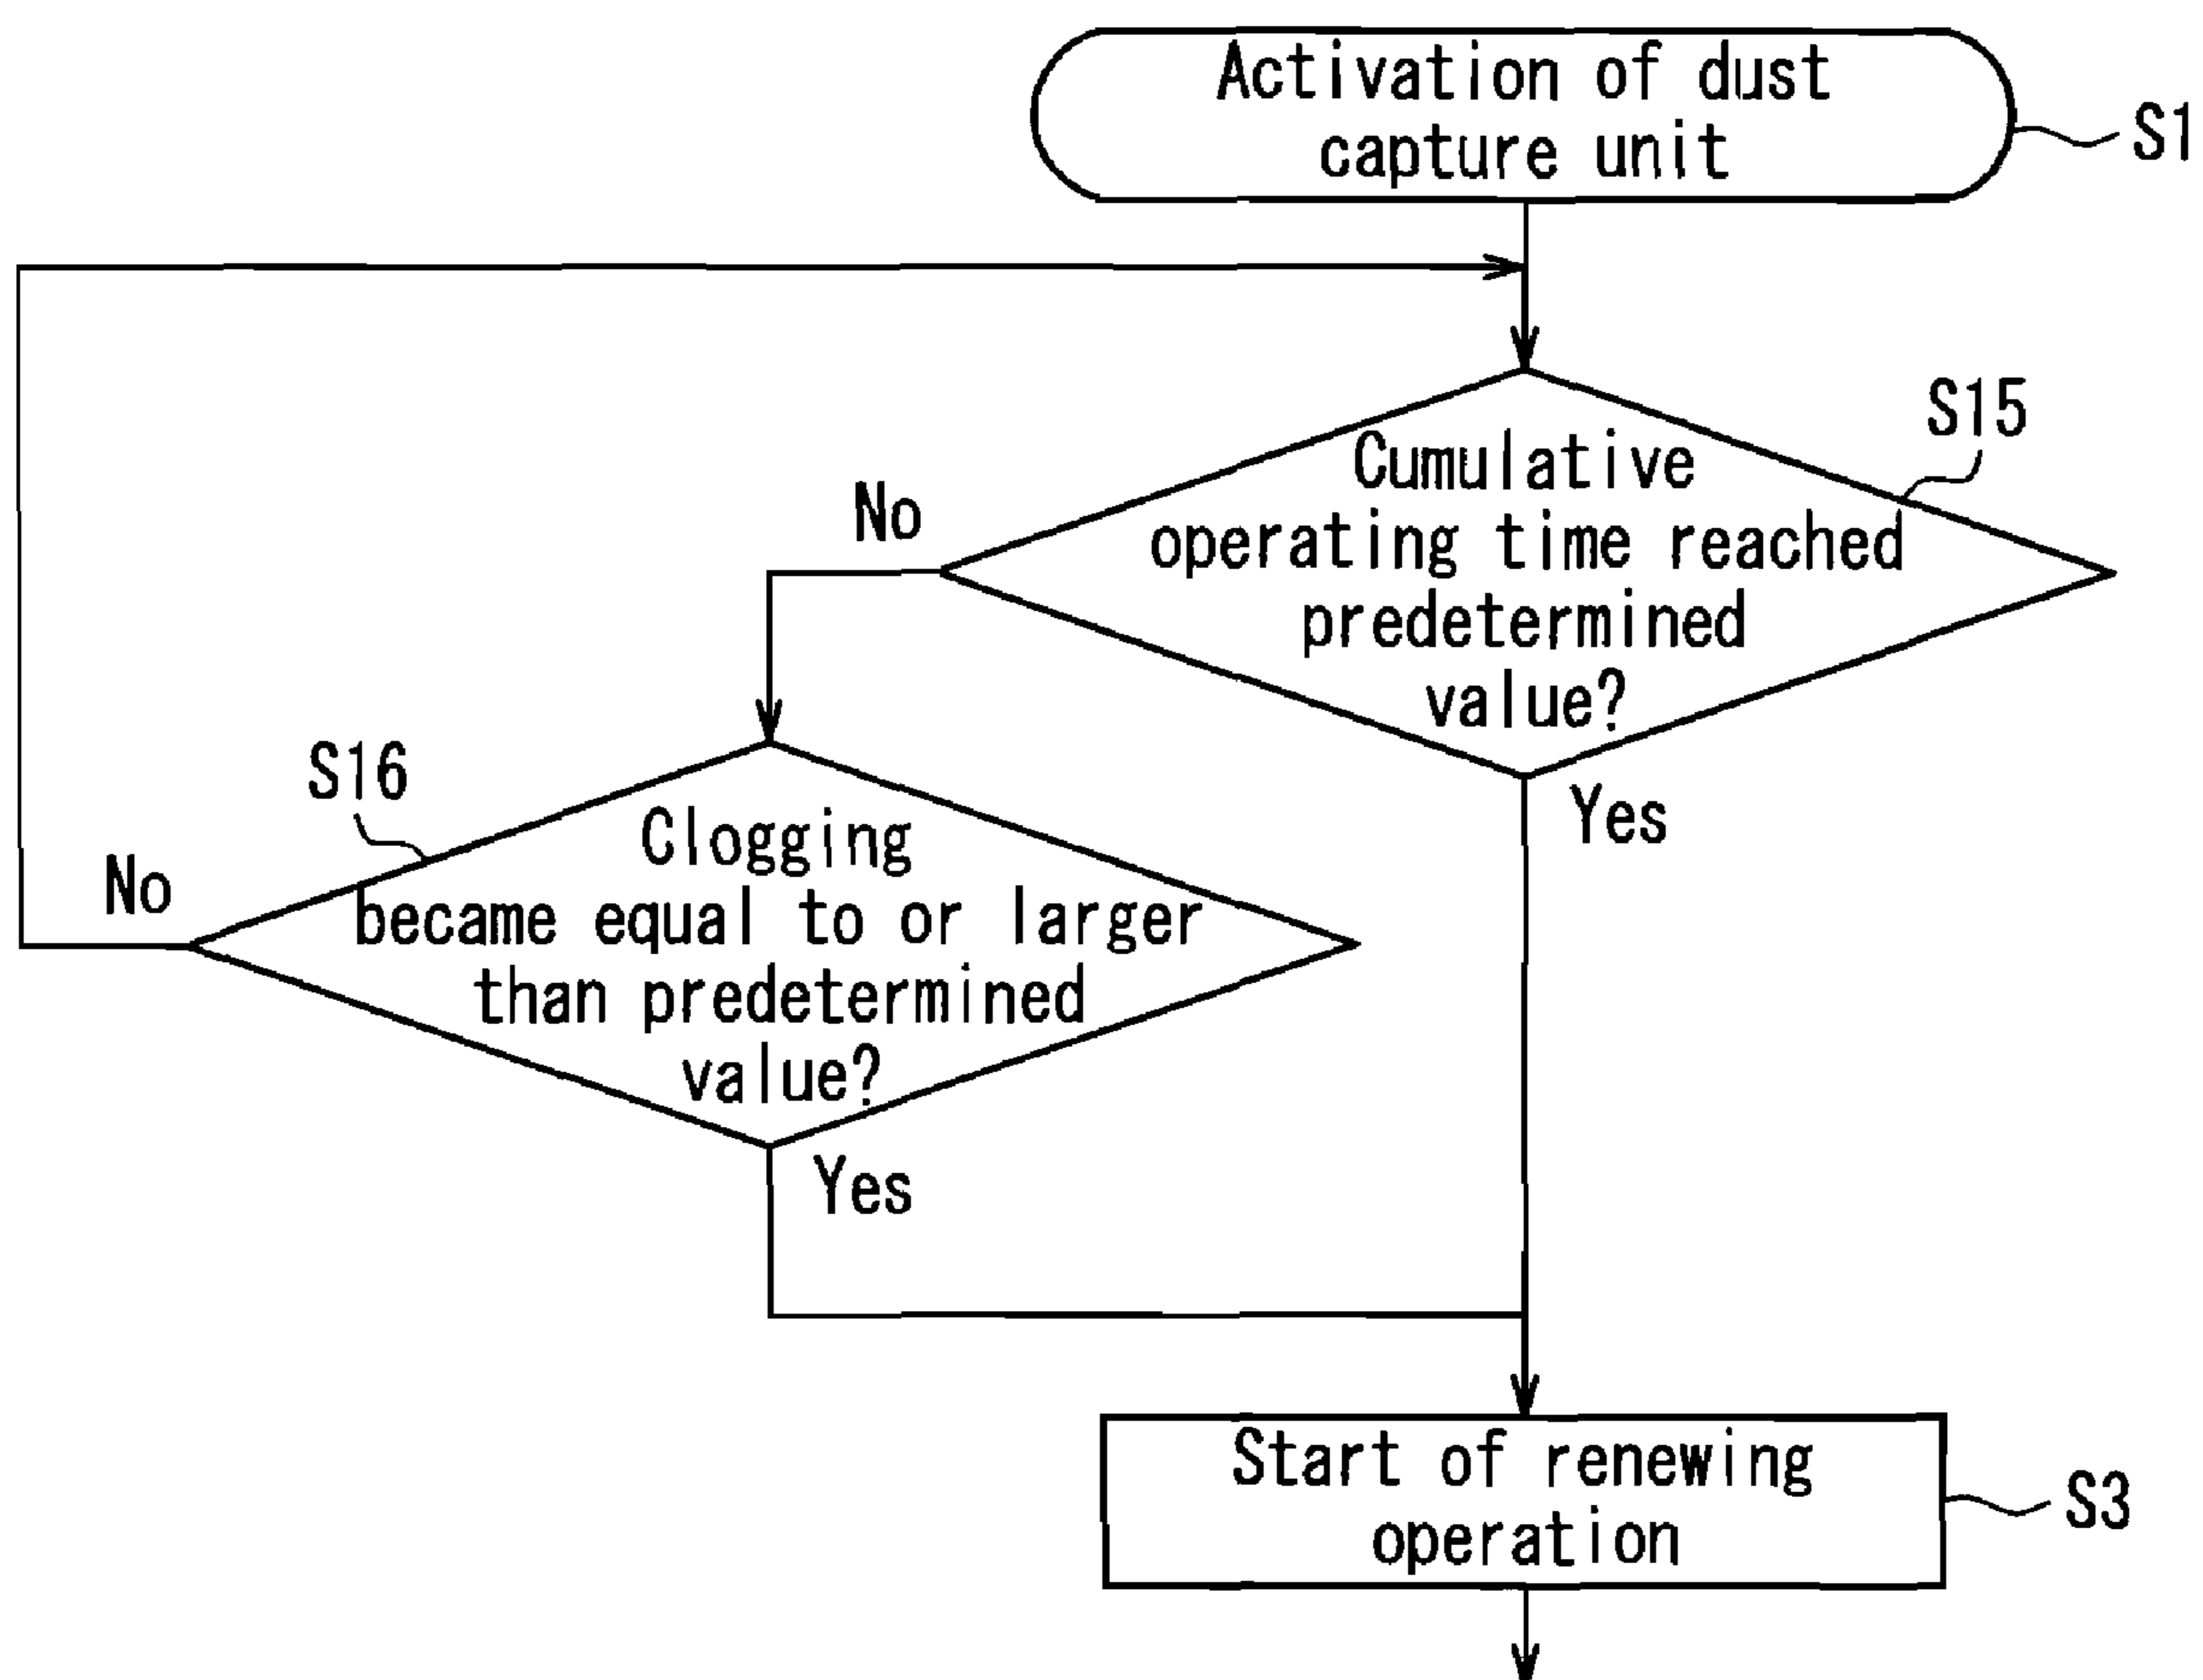 Activation of dust
capture unit
S1
S15
Cumulative
operating time reached
predetermined
value?
No
Yes
S16
Clogging
became equal to or larger
than predetermined
value?
No
Yes
Start of renewing
operation
S3